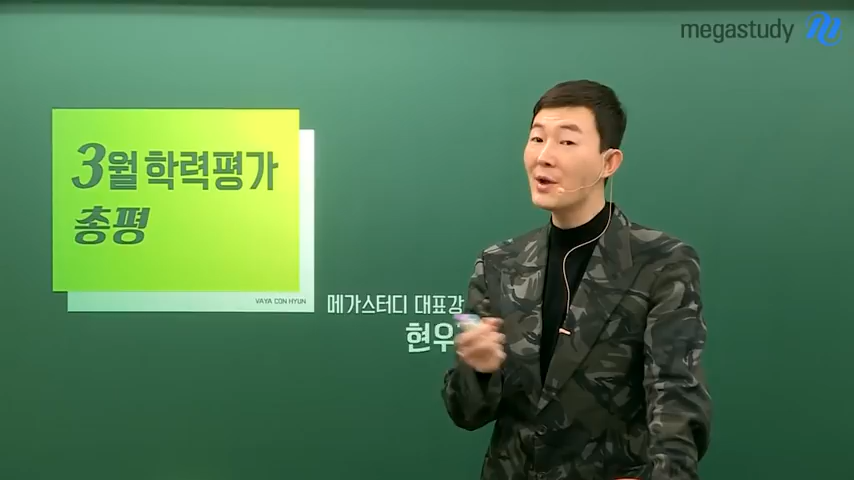 megastudy
3월 학력평가
총평
VAYA CON HYUN
메가스터디 대표강
현우